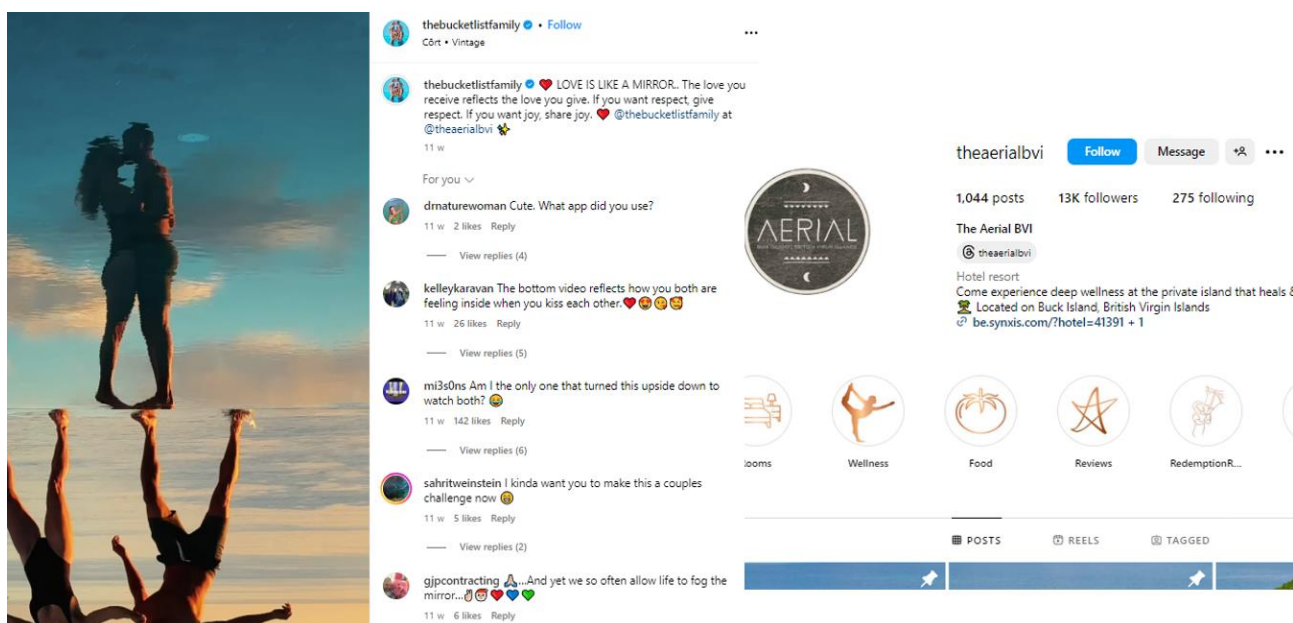 thebucketlistfamily • Follow
Côrt • Vintage
thebucketlistfamily ❤️ LOVE IS LIKE A MIRROR.. The love you
receive reflects the love you give. If you want respect, give
respect. If you want joy, share joy. ❤️ @thebucketlistfamily at
@theaerialbvi ✨
11 w
For you
drnaturewoman Cute. What app did you use?
11 w 2 likes Reply
View replies (4)
kelleykaravan The bottom video reflects how you both are
feeling inside when you kiss each other.❤️😍😘🥰
11 w 26 likes Reply
View replies (5)
mi3s0ns Am I the only one that turned this upside down to
watch both? 😂
11 w 142 likes Reply
View replies (6)
sahritweinstein I kinda want you to make this a couples
challenge now 😁
11 w 5 likes Reply
View replies (2)
gjpcontracting 🙏...And yet we so often allow life to fog the
mirror...✌🎅❤️💙💚
11 w 6 likes Reply
AERIAL
theaerialbvi Follow Message
1,044 posts 13K followers 275 following
The Aerial BVI
theaerialbvi
Hotel resort
Come experience deep wellness at the private island that heals &
Located on Buck Island, British Virgin Islands
be.synxis.com/?hotel=41391 + 1
ooms Wellness Food Reviews RedemptionR...
POSTS REELS TAGGED